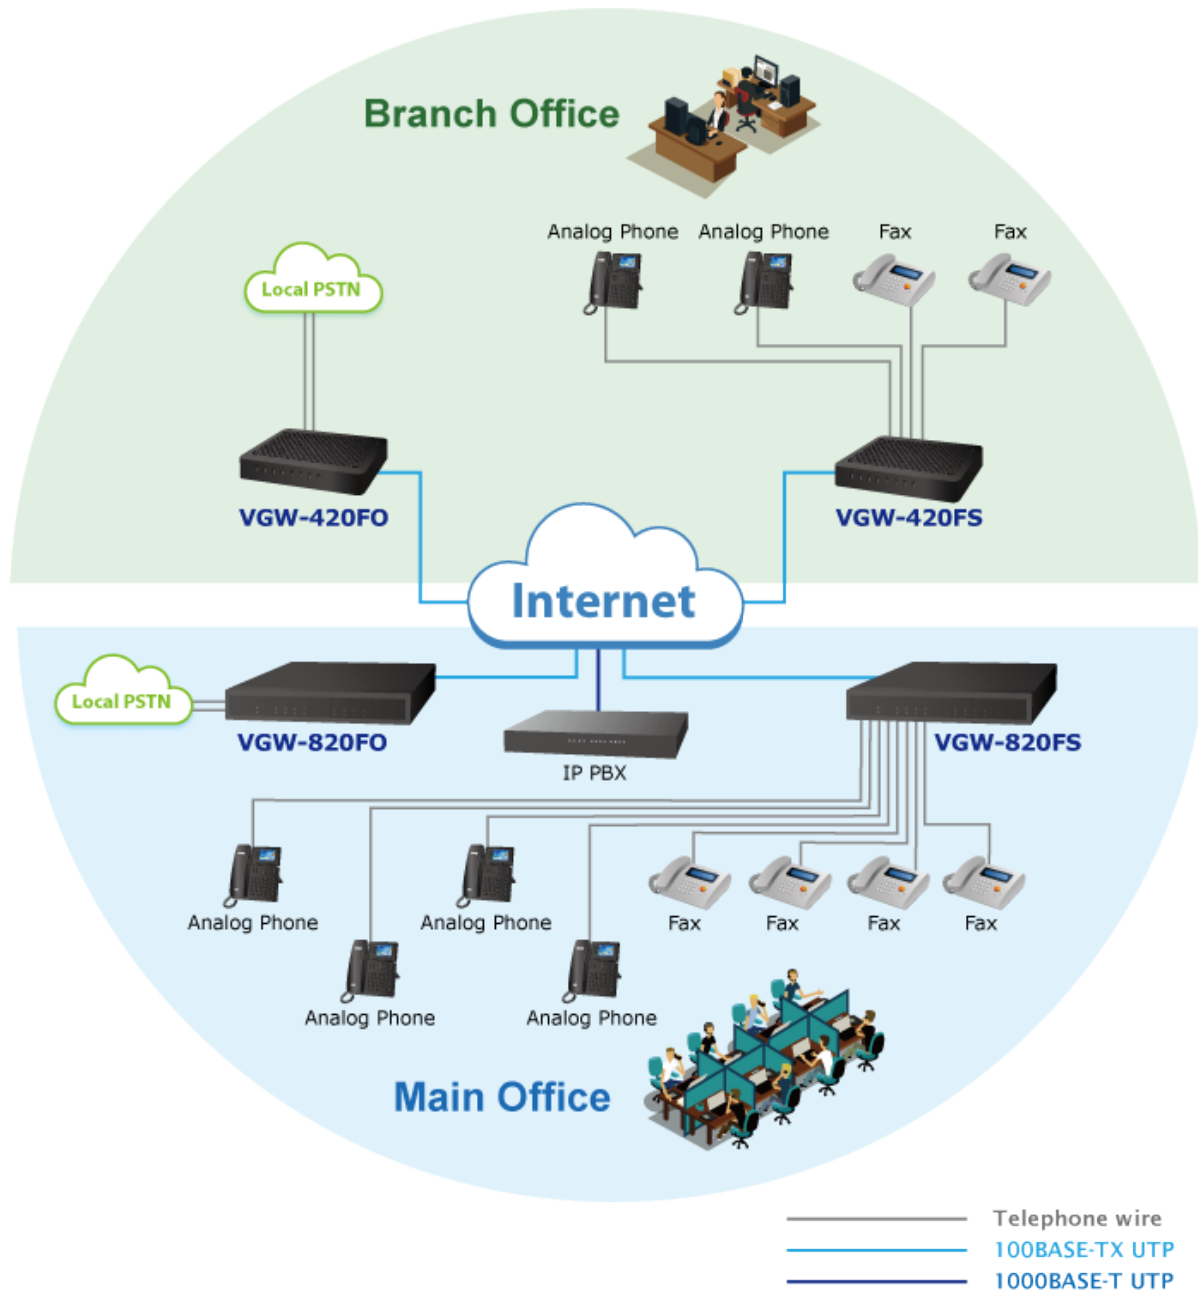 Branch Office
Analog Phone
Analog Phone
Fax
Fax
Local PSTN
VGW-420FO
VGW-420FS
Internet
Local PSTN
VGW-820FO
IP PBX
VGW-820FS
Analog Phone
Analog Phone
Fax
Fax
Fax
Fax
Analog Phone
Analog Phone
Main Office
Telephone wire
100BASE-TX UTP
1000BASE-T UTP